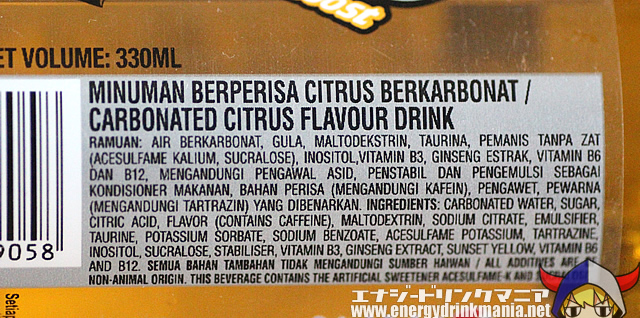 ost
ET VOLUME: 330ML
MINUMAN BERPERISA CITRUS BERKARBONAT /
CARBONATED CITRUS FLAVOUR DRINK
RAMUAN: AIR BERKARBONAT, GULA, MALTODEKSTRIN, TAURINA, PEMANIS TANPA ZAT
(ACESULFAME KALIUM, SUCRALOSE), INOSITOL,VITAMIN B3, GINSENG ESTRAK, VITAMIN B6
DAN B12, MENGANDUNGI PENGAWAL ASID, PENSTABIL DAN PENGEMULSI SEBAGAI
KONDISIONER MAKANAN, BAHAN PERISA (MENGANDUNGI KAFEIN), PENGAWET, PEWARNA
(MENGANDUNGI TARTRAZIN) YANG DIBENARKAN. INGREDIENTS: CARBONATED WATER, SUGAR,
CITRIC ACID, FLAVOR (CONTAINS CAFFEINE), MALTODEXTRIN, SODIUM CITRATE, EMULSIFIER,
TAURINE, POTASSIUM SORBATE, SODIUM BENZOATE, ACESULFAME POTASSIUM, TARTRAZINE,
INOSITOL, SUCRALOSE, STABILISER, VITAMIN B3, GINSENG EXTRACT, SUNSET YELLOW, VITAMIN B6
AND B12. SEMUA BAHAN TAMBAHAN TIDAK MENGANDUNGI SUMBER HAIWAN / ALL ADDITIVES ARE
NON-ANIMAL ORIGIN. THIS BEVERAGE CONTAINS THE ARTIFICIAL SWEETENER ACESULFAME-K AND
9058
Setia
エナジードリンクマニア
www.energydrinkmania.net